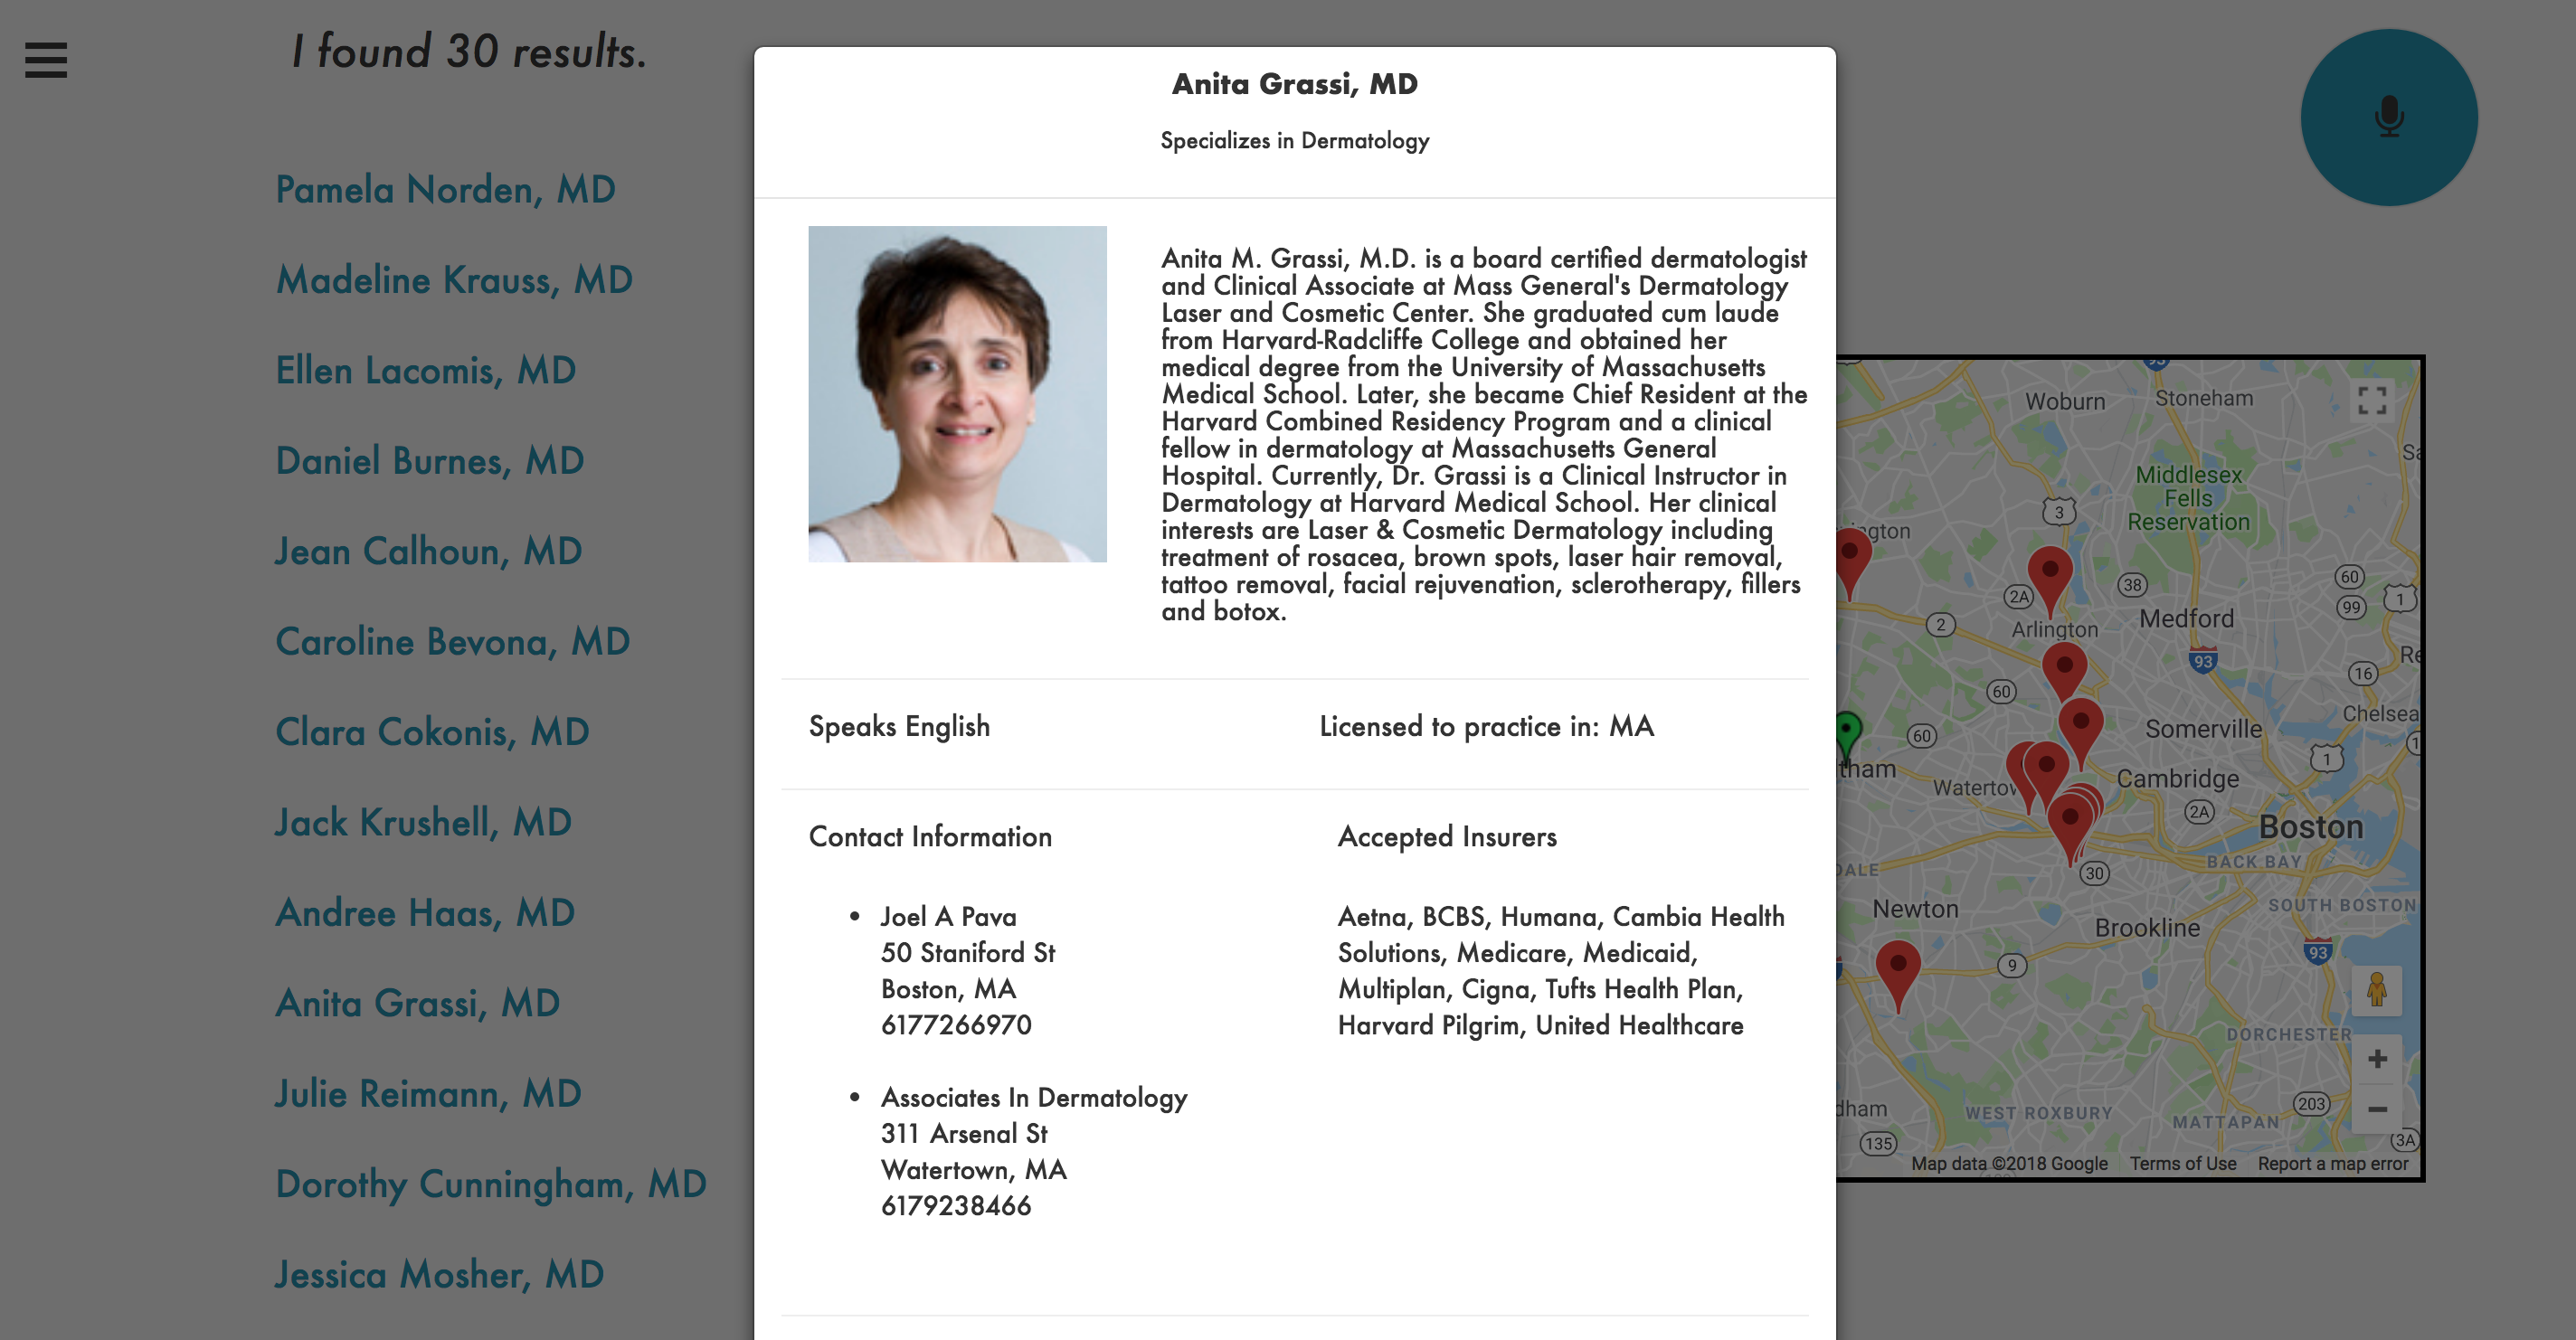 I found 30 results.
Pamela Norden, MD
Madeline Krauss, MD
Ellen Lacomis, MD
Daniel Burnes, MD
Jean Calhoun, MD
Caroline Bevona, MD
Clara Cokonis, MD
Jack Krushell, MD
Andree Haas, MD
Anita Grassi, MD
Julie Reimann, MD
Dorothy Cunningham, MD
Jessica Mosher, MD
Anita Grassi, MD
Specializes in Dermatology
Anita M. Grassi, M.D. is a board certified dermatologist
and Clinical Associate at Mass General's Dermatology
Laser and Cosmetic Center. She graduated cum laude
from Harvard-Radcliffe College and obtained her
medical degree from the University of Massachusetts
Medical School. Later, she became Chief Resident at the
Harvard Combined Residency Program and a clinical
fellow in dermatology at Massachusetts General
Hospital. Currently, Dr. Grassi is a Clinical Instructor in
Dermatology at Harvard Medical School. Her clinical
interests are Laser & Cosmetic Dermatology including
treatment of rosacea, brown spots, laser hair removal,
tattoo removal, facial rejuvenation, sclerotherapy, fillers
and botox.
Speaks English
Licensed to practice in: MA
Contact Information
Joel A Pava
50 Staniford St
Boston, MA
6177266970
Associates In Dermatology
311 Arsenal St
Watertown, MA
6179238466
Accepted Insurers
Aetna, BCBS, Humana, Cambia Health
Solutions, Medicare, Medicaid,
Multiplan, Cigna, Tufts Health Plan,
Harvard Pilgrim, United Healthcare
93
Woburn
Stoneham
Middlesex
Fells
Reservation
3
38
60
2A
99
1
2
Arlington
Medford
93
16
60
Chelsea
60
Somerville
1
Cambridge
2A
Boston
BACK BAY
30
Newton
SOUTH BOSTON
Brookline
93
9
DORCHESTER
+
203
WEST ROXBURY
MATTAPAN
−
135
3A
Map data ©2018 Google
Terms of Use
Report a map error